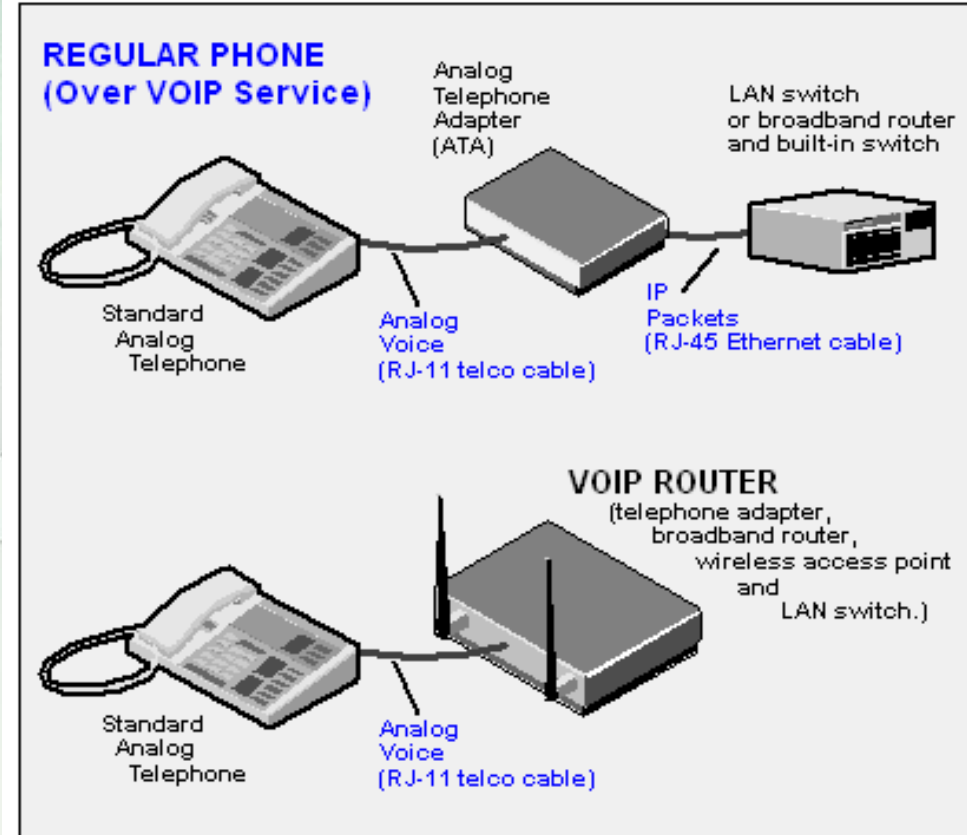 REGULAR PHONE
(Over VOIP Service)
Analog
Telephone
Adapter
(ATA)
LAN switch
or broadband router
and built-in switch
Standard
Analog
Telephone
Analog
Voice
(RJ-11 telco cable)
IP
Packets
(RJ-45 Ethernet cable)
VOIP ROUTER
(telephone adapter,
broadband router,
wireless access point
and
LAN switch.)
Standard
Analog
Telephone
Analog
Voice
(RJ-11 telco cable)